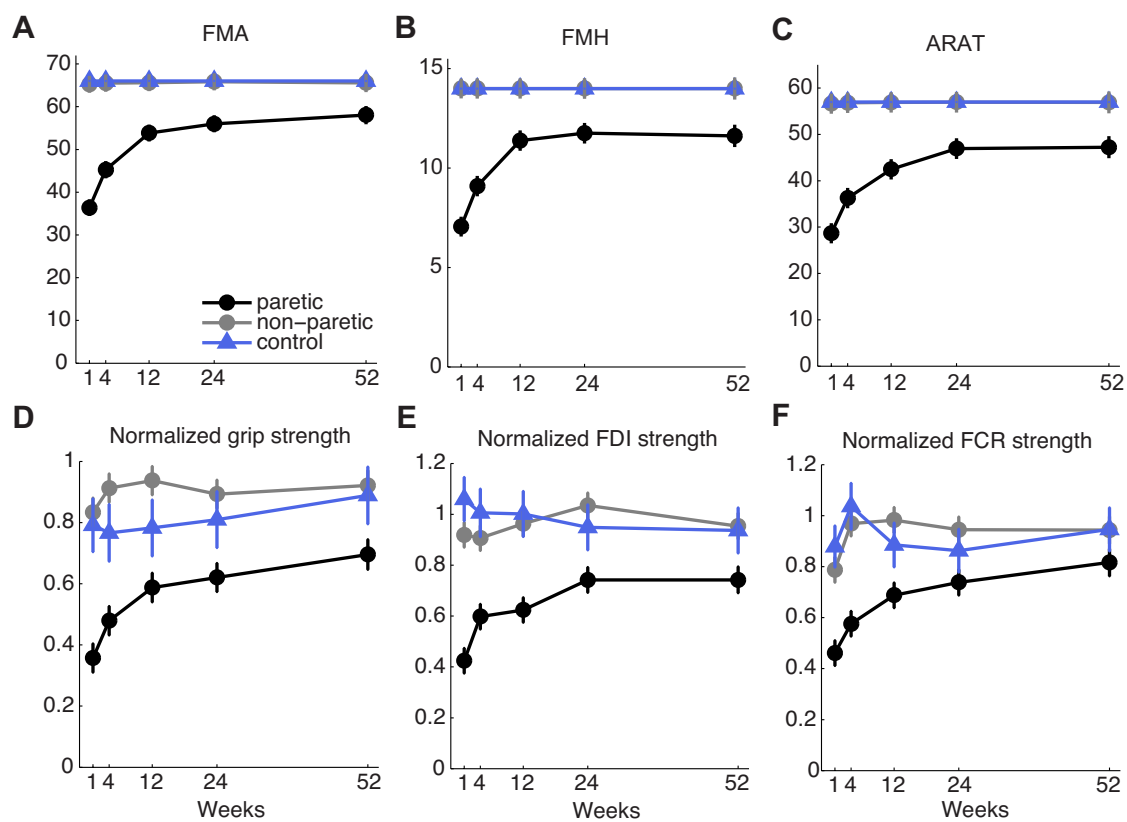 A
FMA
70
60
50
40
30
20
10
0
1 4 12 24 52
paretic
non-paretic
control
B
FMH
15
10
5
0
1 4 12 24 52
C
ARAT
60
50
40
30
20
10
0
1 4 12 24 52
D
Normalized grip strength
1
0.8
0.6
0.4
0.2
0
1 4 12 24 52
Weeks
E
Normalized FDI strength
1.2
1
0.8
0.6
0.4
0.2
0
1 4 12 24 52
Weeks
F
Normalized FCR strength
1.2
1
0.8
0.6
0.4
0.2
0
1 4 12 24 52
Weeks